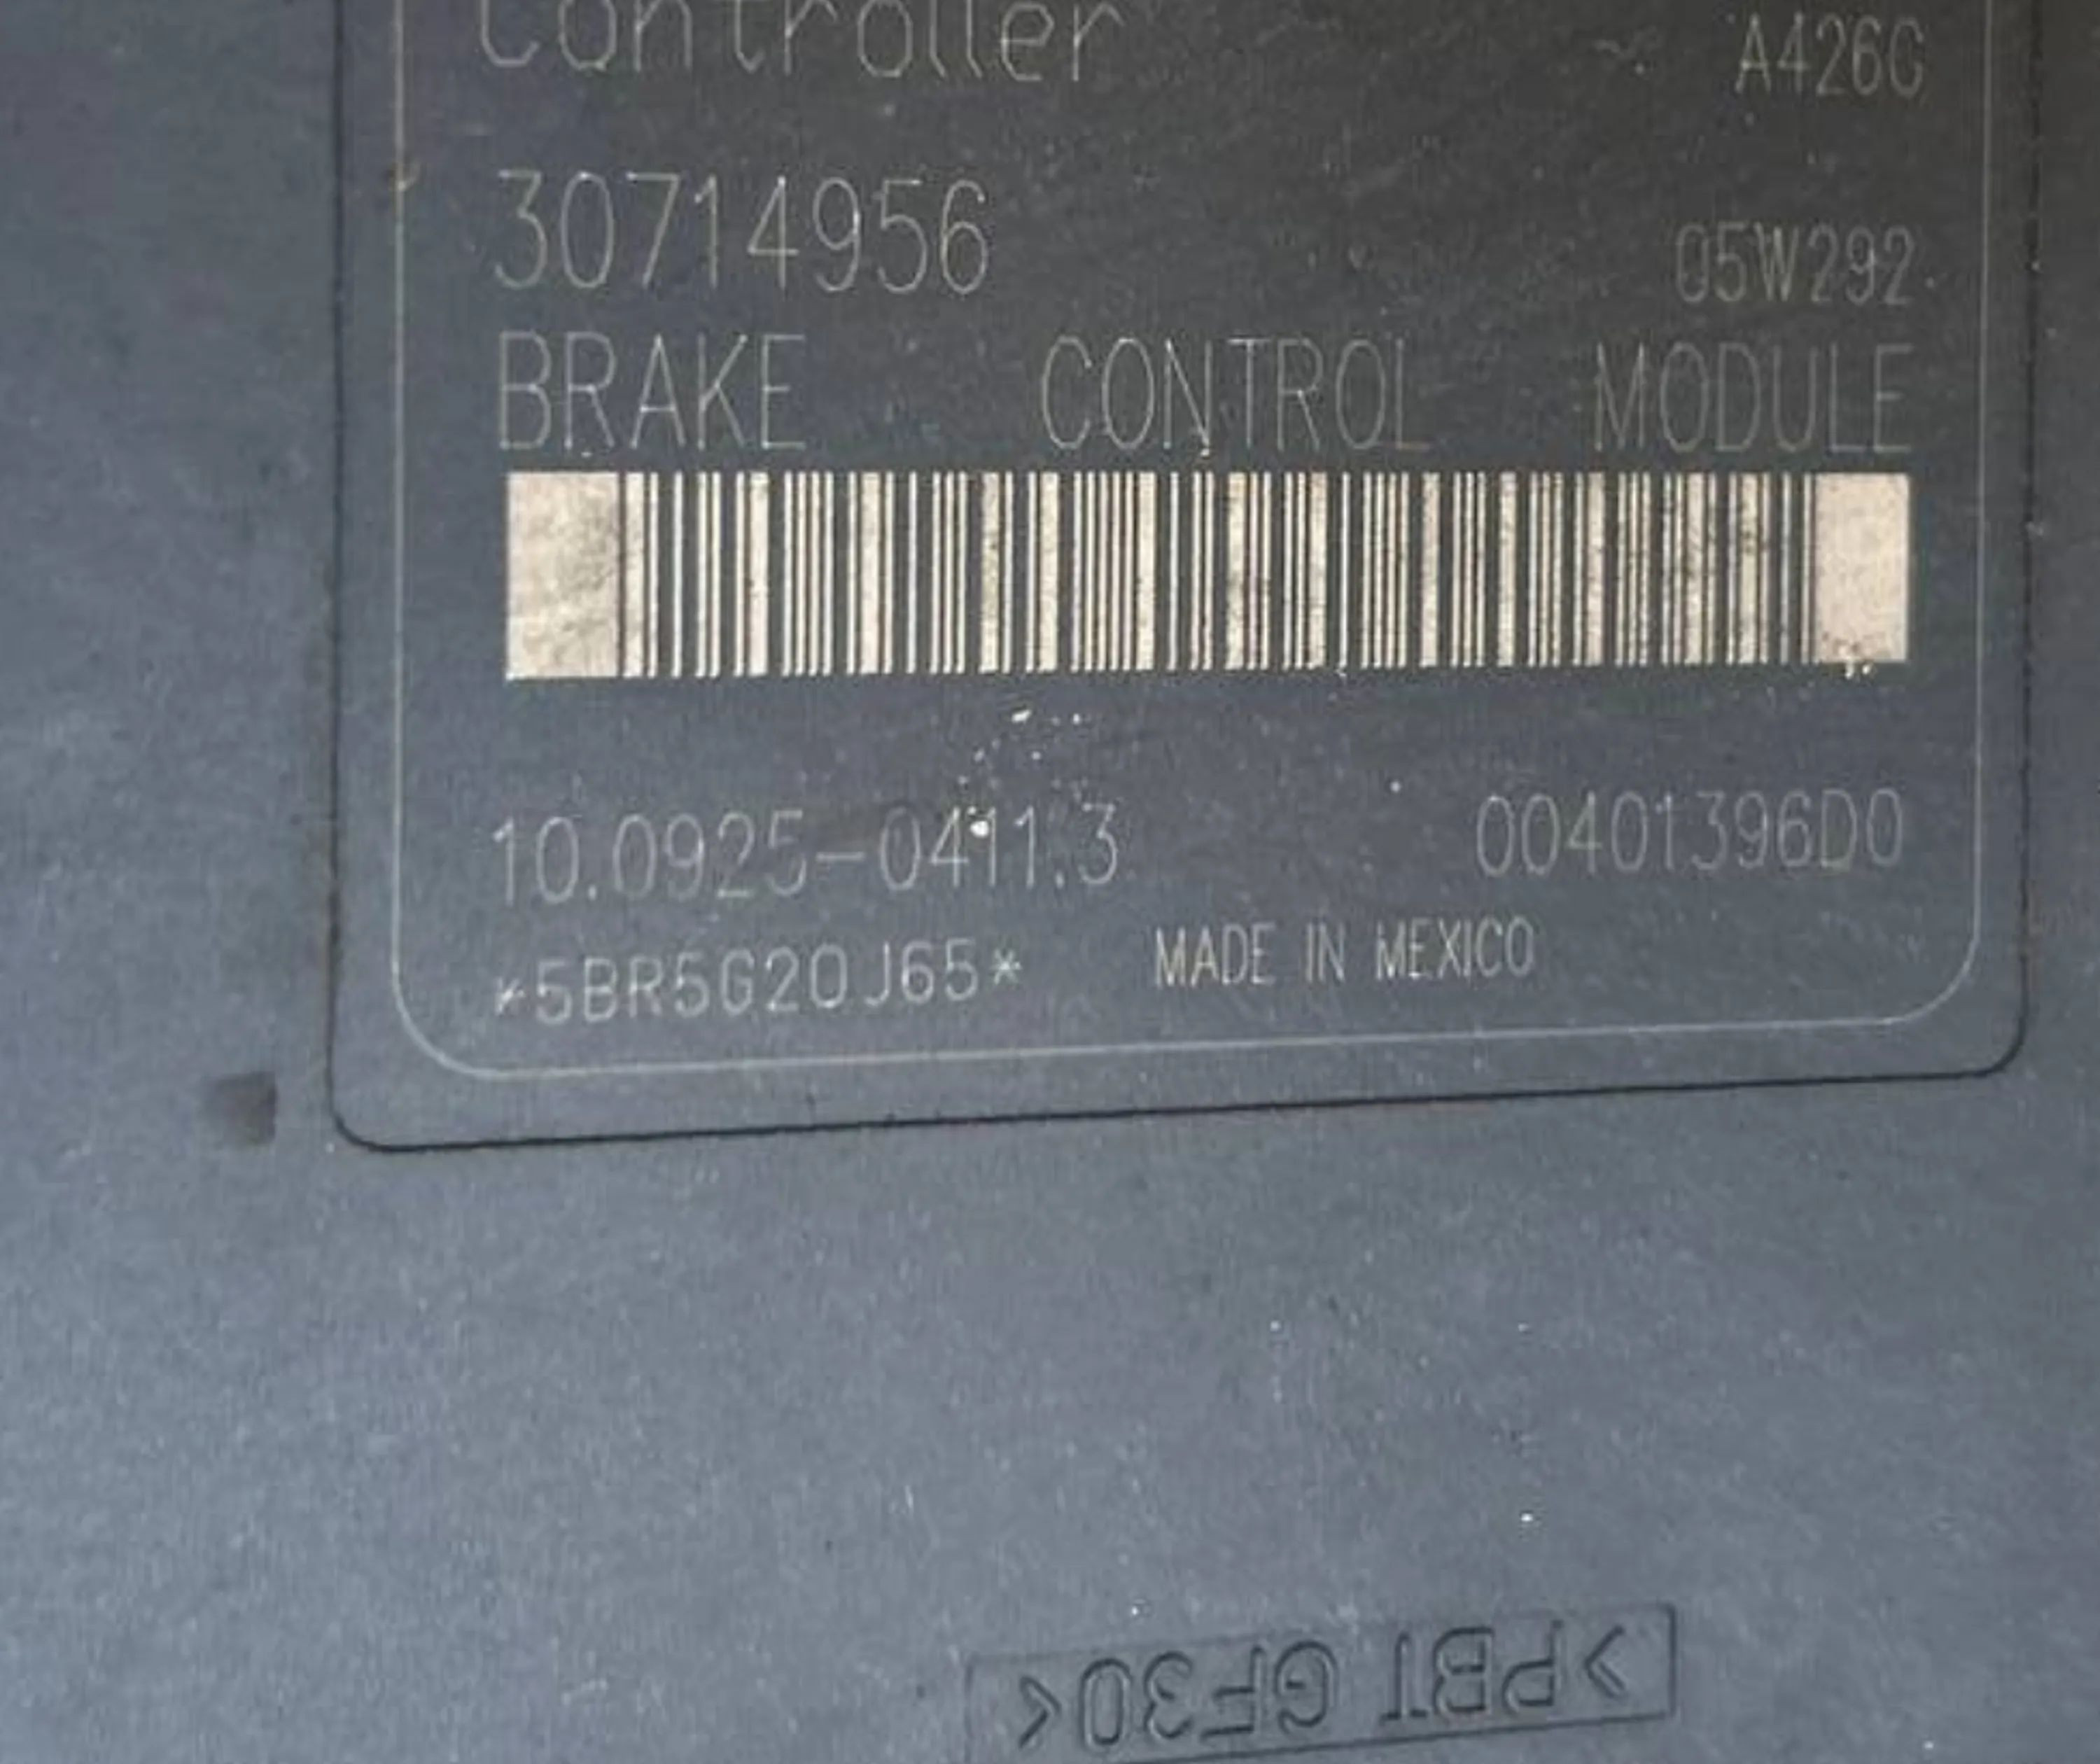 Controller A426C
30714956 05W292
BRAKE CONTROL MODULE
10.0925-0411.3 00401396D0
*5BR5G20J65* MADE IN MEXICO
>PBT GF30<